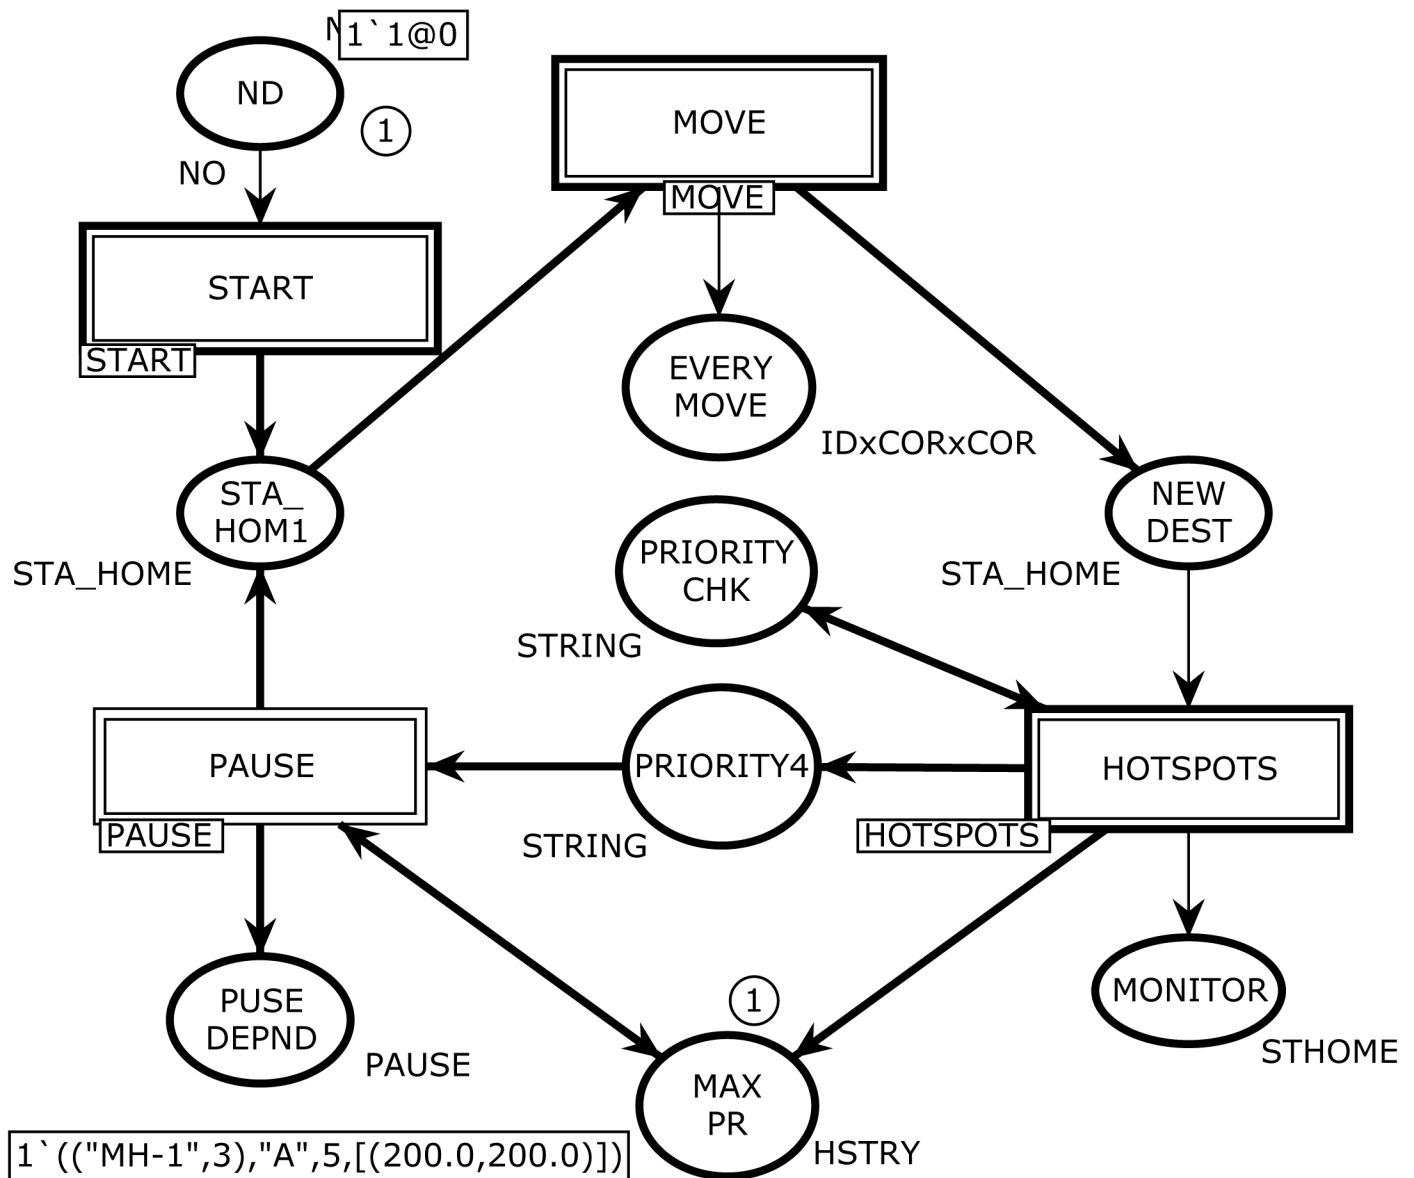 1`1@0
ND
1
MOVE
NO
MOVE
START
START
EVERY
MOVE
IDxCORxCOR
STA_
HOM1
NEW
DEST
PRIORITY
CHK
STA_HOME
STA_HOME
STRING
PAUSE
PRIORITY4
HOTSPOTS
PAUSE
STRING
HOTSPOTS
PUSE
DEPND
1
MONITOR
PAUSE
STHOME
MAX
PR
1`(("MH-1",3),"A",5,[(200.0,200.0)])
HSTRY